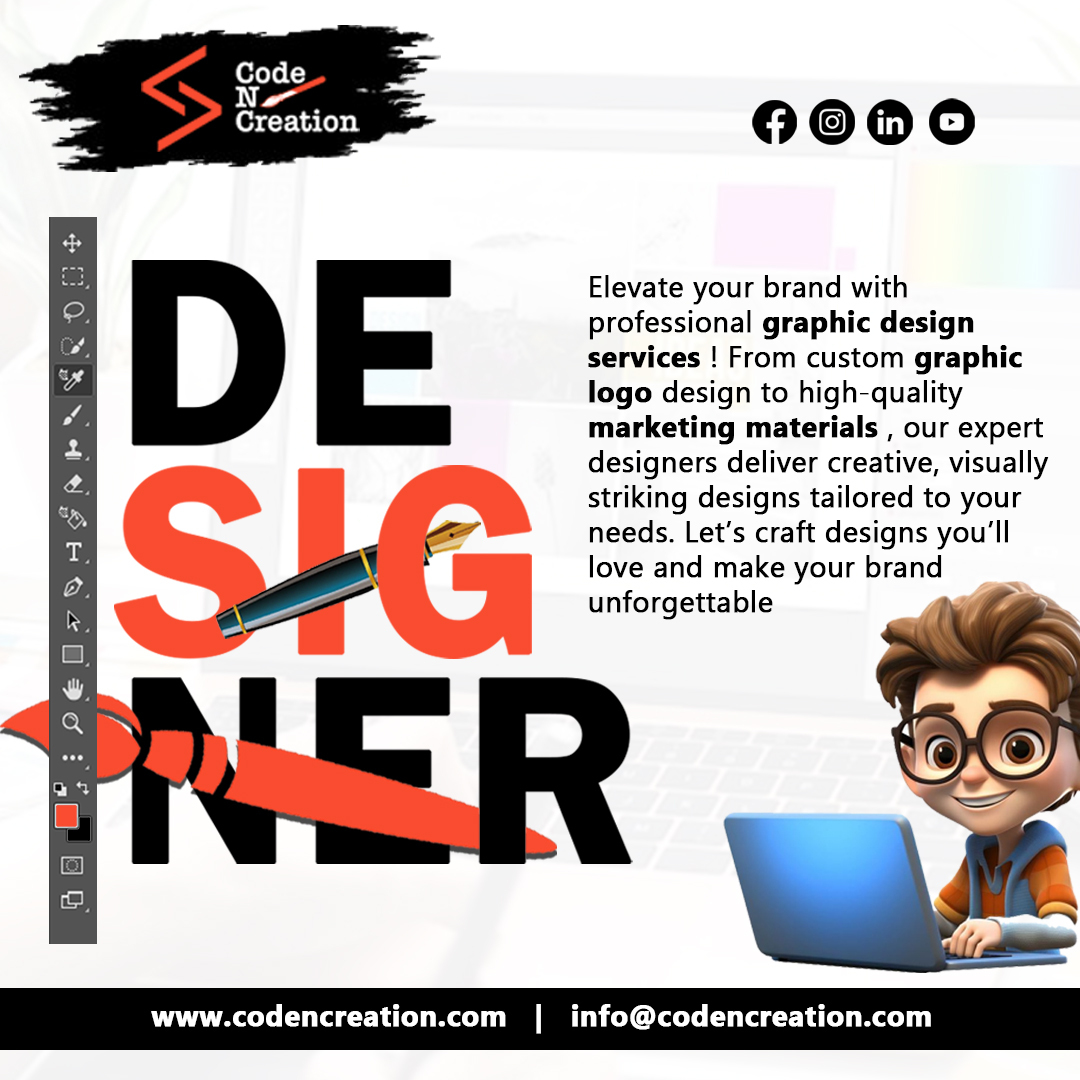 Code
N
Creation
DE
SIG
NER
Elevate your brand with
professional graphic design
services ! From custom graphic
logo design to high-quality
marketing materials , our expert
designers deliver creative, visually
striking designs tailored to your
needs. Let’s craft designs you’ll
love and make your brand
unforgettable
www.codencreation.com | info@codencreation.com